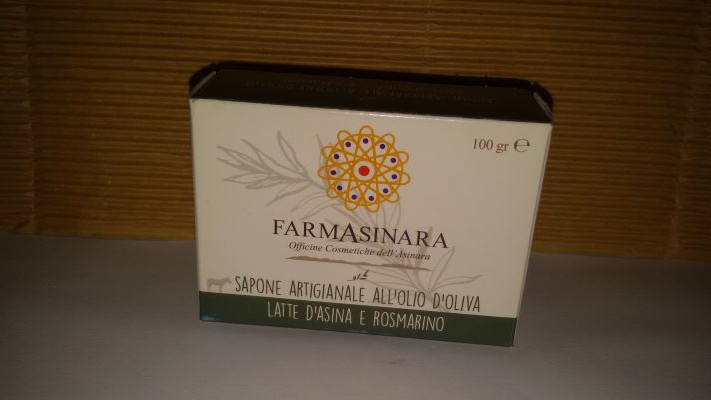 100 gr ℮
FARMASINARA
Officine Cosmetiche dell'Asinara
SAPONE ARTIGIANALE ALL'OLIO D'OLIVA
LATTE D'ASINA E ROSMARINO